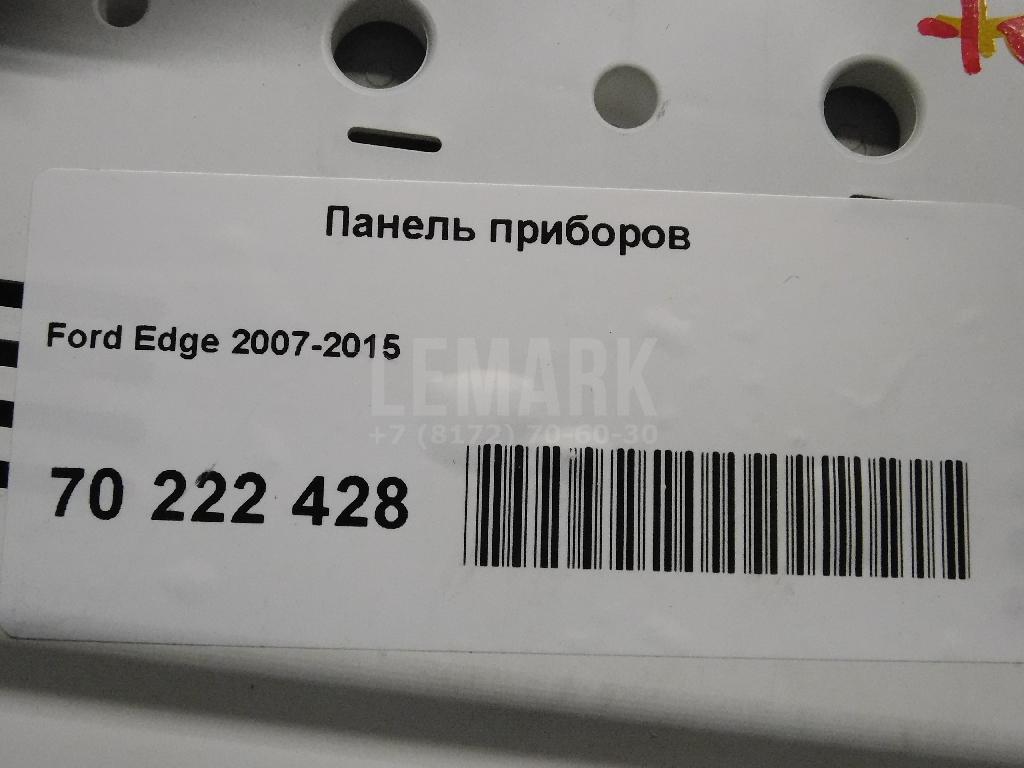 Панель приборов
Ford Edge 2007-2015
LEMARK
+7 (8172) 70-60-30
70 222 428